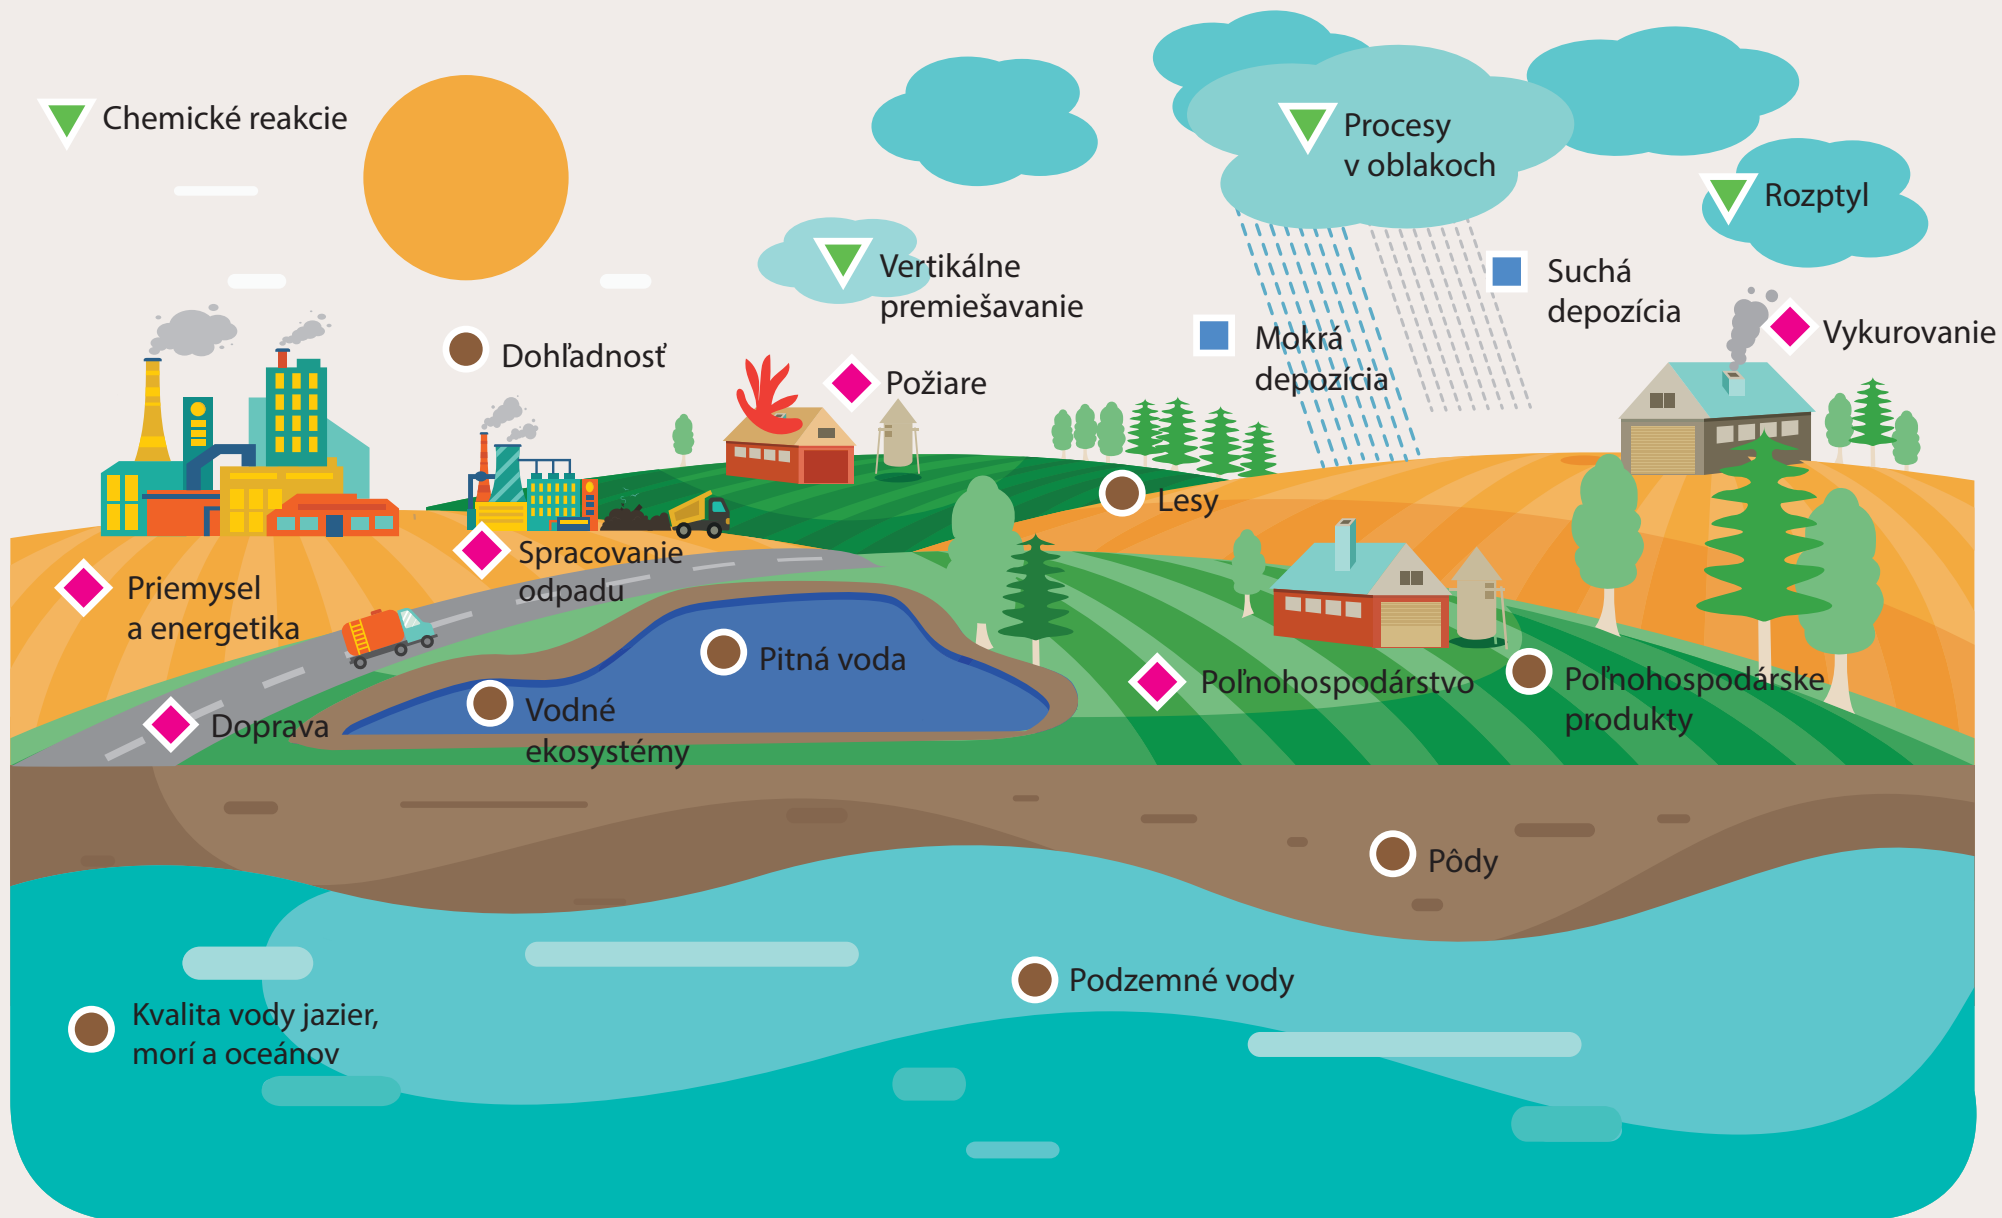 Chemické reakcie
Procesy
v oblakoch
Rozptyl
Vertikálne
premiešavanie
Suchá
depozícia
Mokrá
depozícia
Vykurovanie
Dohľadnosť
Požiare
Lesy
Spracovanie
odpadu
Priemysel
a energetika
Pitná voda
Poľnohospodárstvo
Poľnohospodárske
produkty
Doprava
Vodné
ekosystémy
Pôdy
Podzemné vody
Kvalita vody jazier,
morí a oceánov